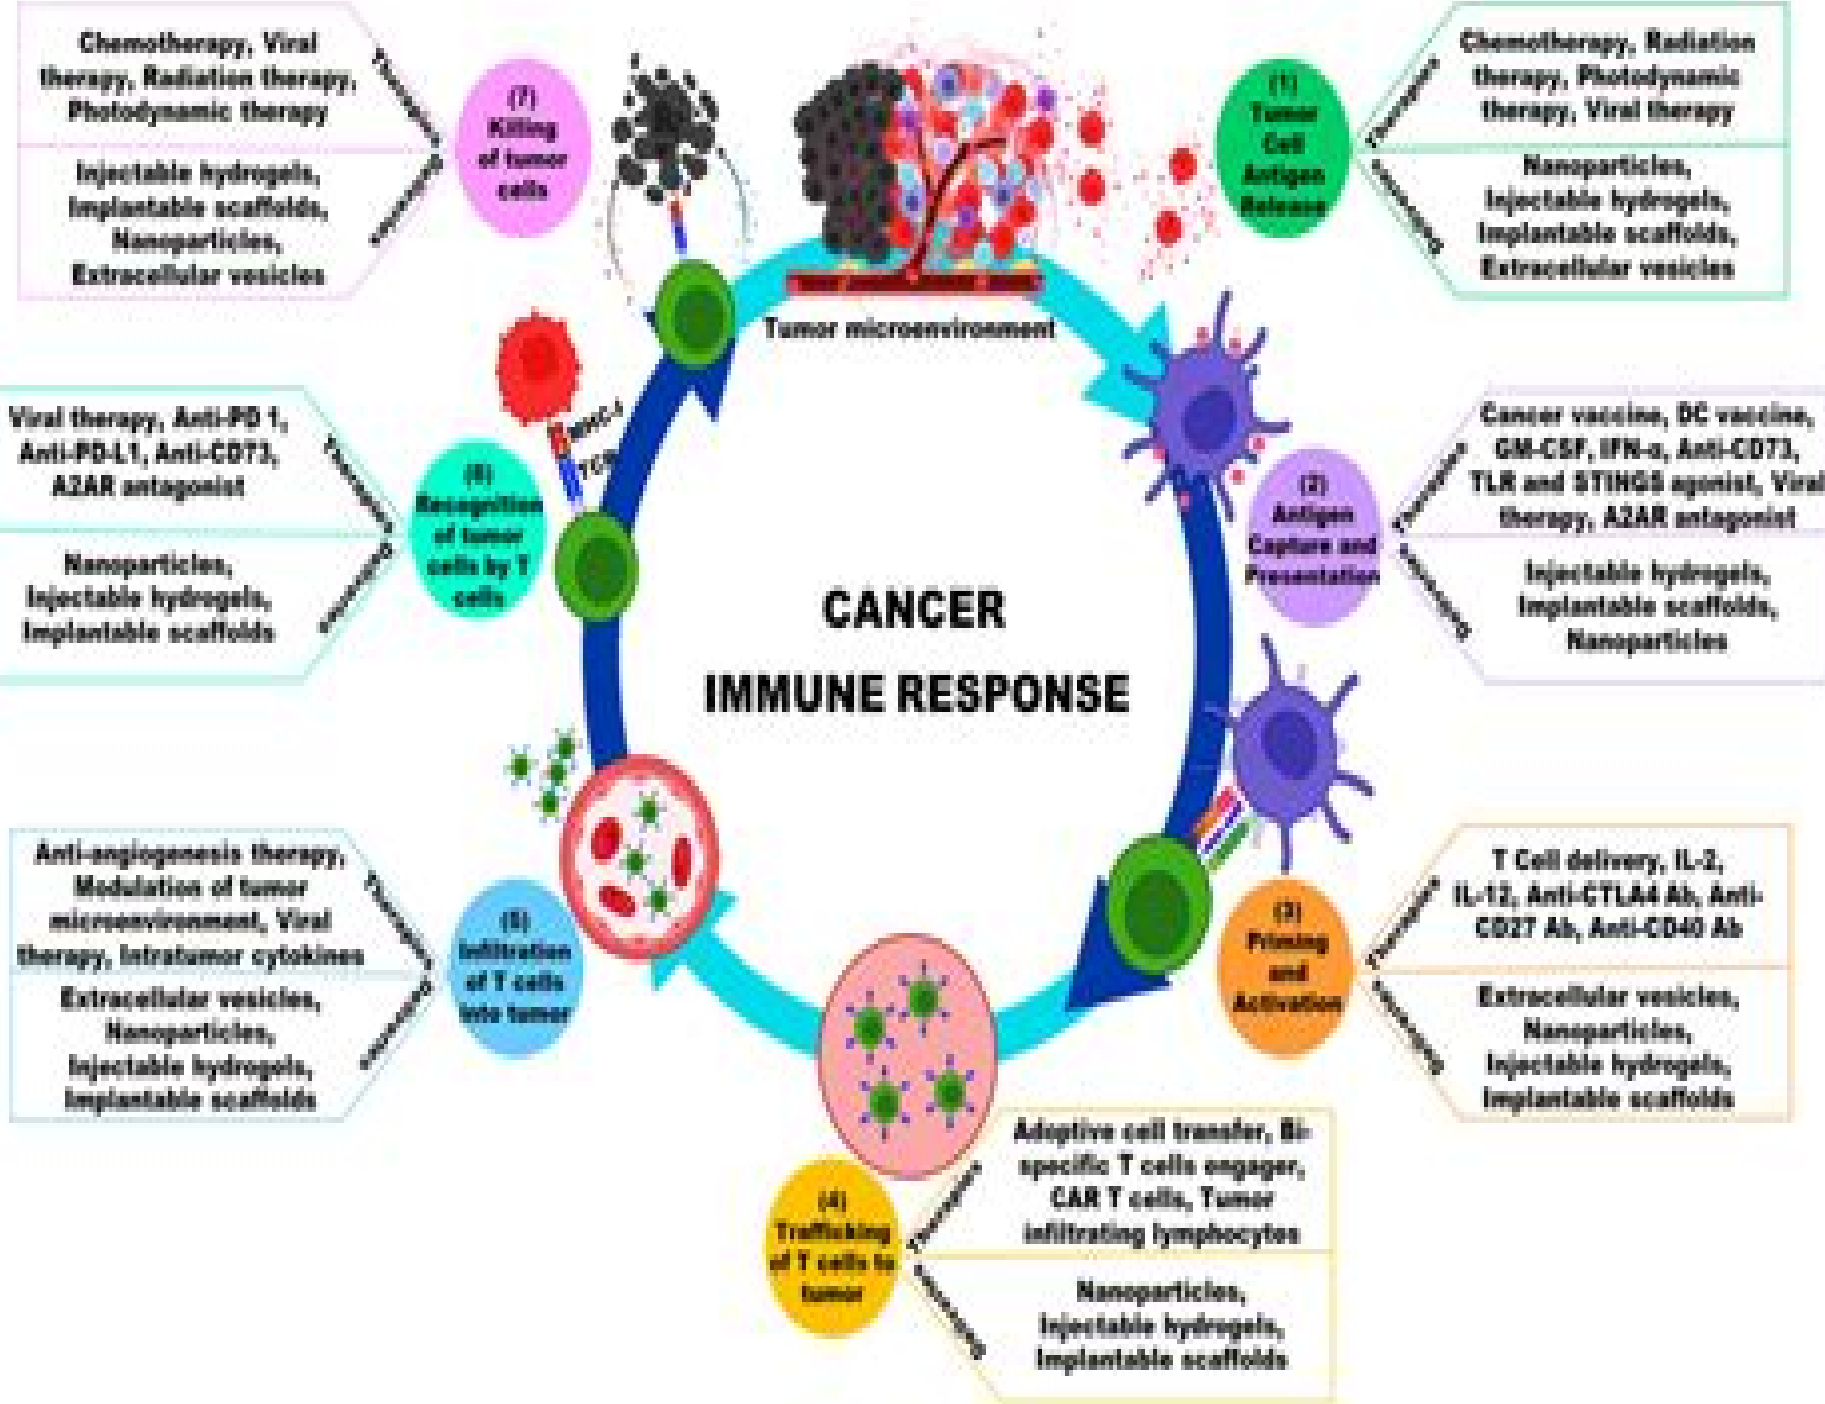 Chemotherapy, Viral
therapy, Radiation therapy,
Photodynamic therapy
Therapies
Injectable hydrogels,
Implantable scaffolds,
Nanoparticles,
Extracellular vesicles
(7)
Killing
of tumor
cells
Tumor microenvironment
(1)
Tumor
Cell
Antigen
Release
Therapies
Chemotherapy, Radiation
therapy, Photodynamic
therapy, Viral therapy
Nanoparticles,
Injectable hydrogels,
Implantable scaffolds,
Extracellular vesicles
(2)
Antigen
Capture and
Presentation
Therapies
Cancer vaccine, DC vaccine,
GM-CSF, IFN-α, Anti-CD73,
TLR and STINGS agonist, Viral
therapy, A2AR antagonist
Injectable hydrogels,
Implantable scaffolds,
Nanoparticles
(3)
Priming
and
Activation
Therapies
T Cell delivery, IL-2,
IL-12, Anti-CTLA4 Ab, Anti-
CD27 Ab, Anti-CD40 Ab
Extracellular vesicles,
Nanoparticles,
Injectable hydrogels,
Implantable scaffolds
(4)
Trafficking
of T cells to
tumor
Therapies
Adoptive cell transfer, Bi-
specific T cells engager,
CAR T cells, Tumor
infiltrating lymphocytes
Nanoparticles,
Injectable hydrogels,
Implantable scaffolds
(5)
Infiltration
of T cells
into tumor
Therapies
Anti-angiogenesis therapy,
Modulation of tumor
microenvironment, Viral
therapy, Intratumor cytokines
Extracellular vesicles,
Nanoparticles,
Injectable hydrogels,
Implantable scaffolds
(6)
Recognition
of tumor
cells by T
cells
Therapies
Viral therapy, Anti-PD 1,
Anti-PD-L1, Anti-CD73,
A2AR antagonist
Nanoparticles,
Injectable hydrogels,
Implantable scaffolds
MHC-I
TCR
CANCER
IMMUNE RESPONSE